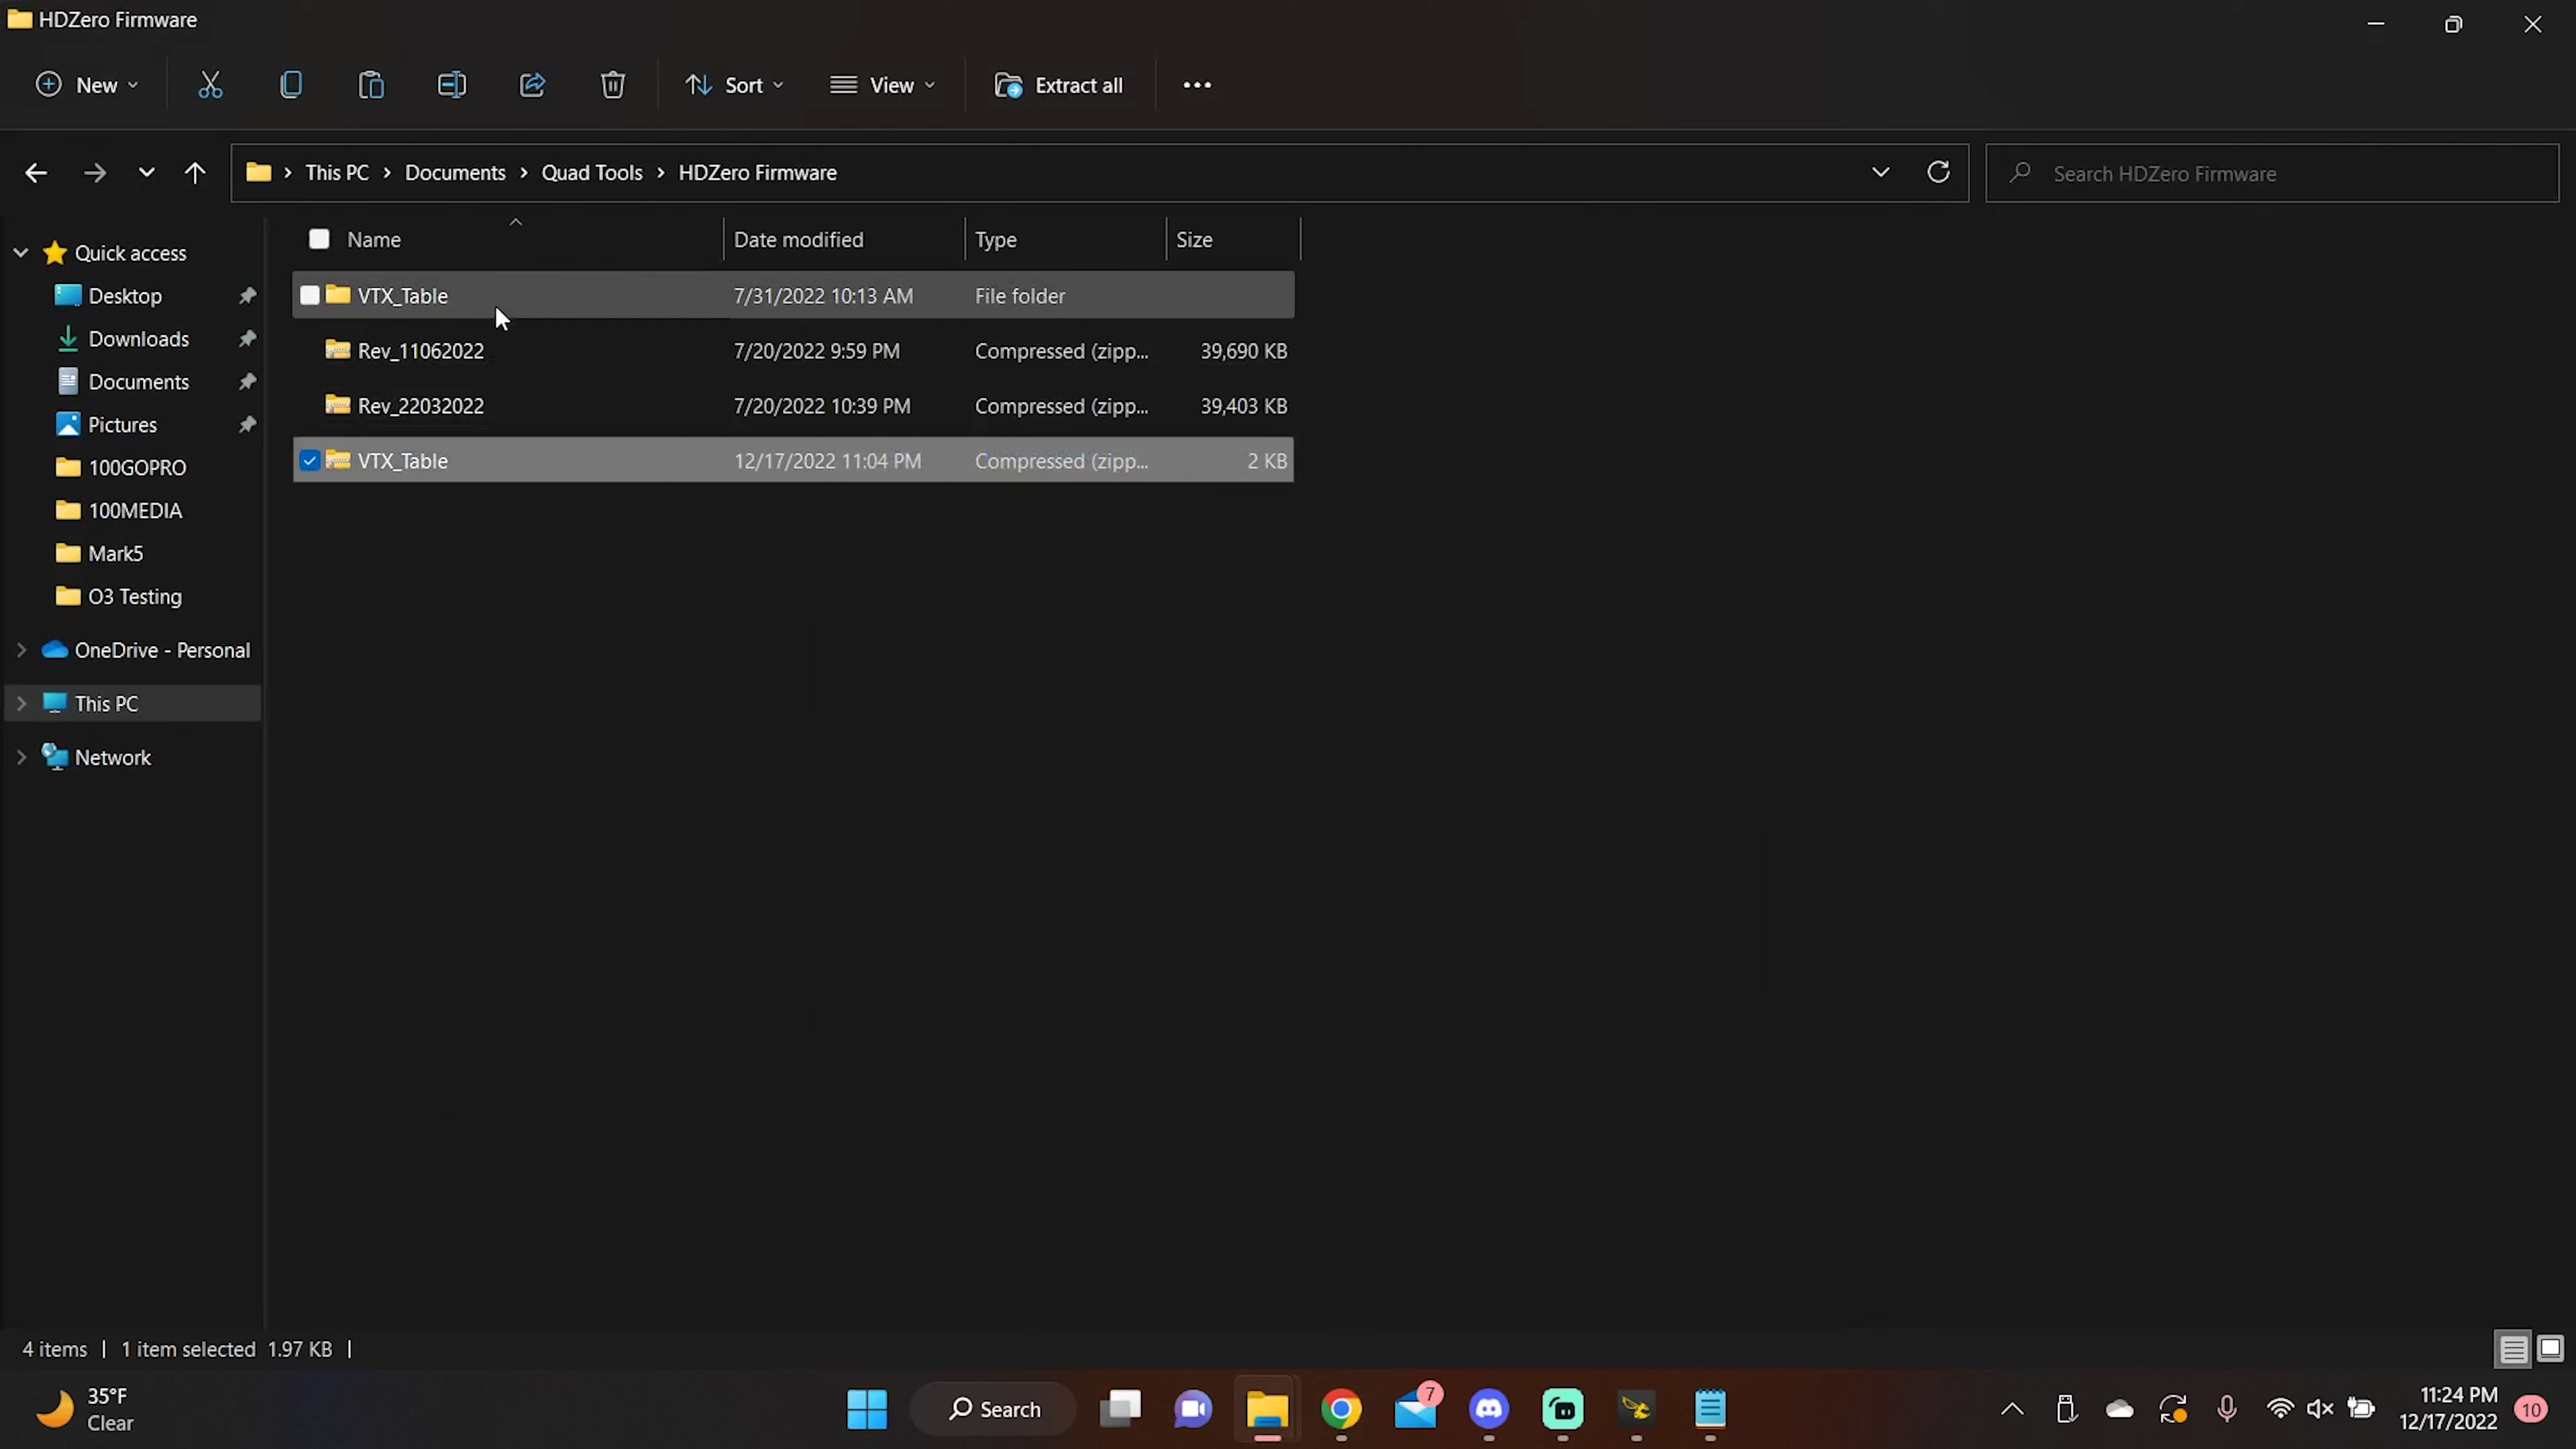 HDZero Firmware
New
Sort
View
Extract all
This PC
Documents
Quad Tools
HDZero Firmware
Search HDZero Firmware
Name
Date modified
Type
Size
VTX_Table 7/31/2022 10:13 AM File folder
Rev_11062022 7/20/2022 9:59 PM Compressed (zipp... 39,690 KB
Rev_22032022 7/20/2022 10:39 PM Compressed (zipp... 39,403 KB
VTX_Table 12/17/2022 11:04 PM Compressed (zipp... 2 KB
Quick access
Desktop
Downloads
Documents
Pictures
100GOPRO
100MEDIA
Mark5
O3 Testing
OneDrive - Personal
This PC
Network
4 items | 1 item selected 1.97 KB |
35°F
Clear
Search
7
11:24 PM
12/17/2022
10